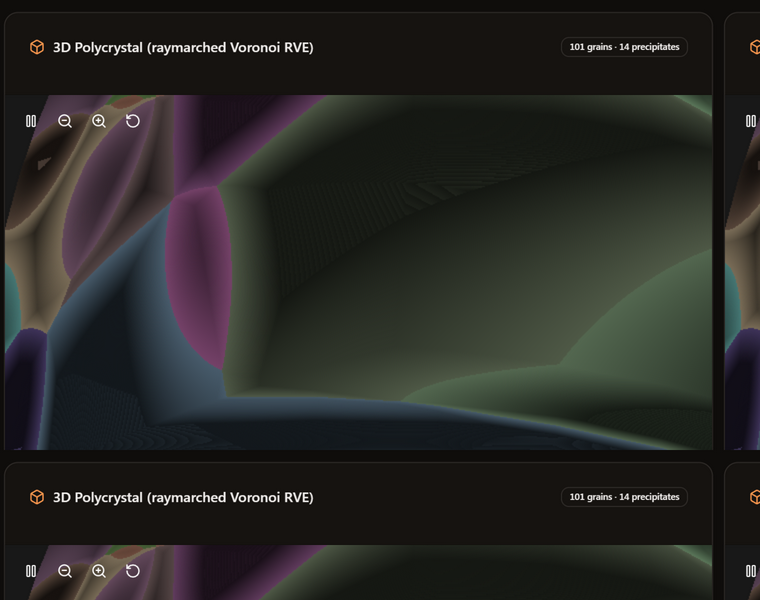 3D Polycrystal (raymarched Voronoi RVE)
101 grains · 14 precipitates
3D Polycrystal (raymarched Voronoi RVE)
101 grains · 14 precipitates